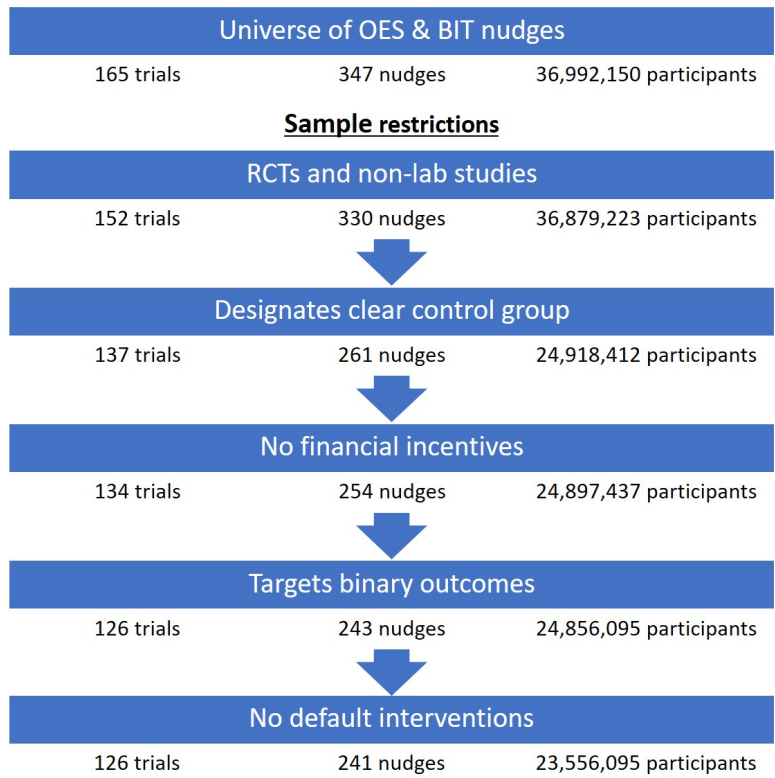 Universe of OES & BIT nudges
165 trials 347 nudges 36,992,150 participants
Sample restrictions
RCTs and non-lab studies
152 trials 330 nudges 36,879,223 participants
Designates clear control group
137 trials 261 nudges 24,918,412 participants
No financial incentives
134 trials 254 nudges 24,897,437 participants
Targets binary outcomes
126 trials 243 nudges 24,856,095 participants
No default interventions
126 trials 241 nudges 23,556,095 participants